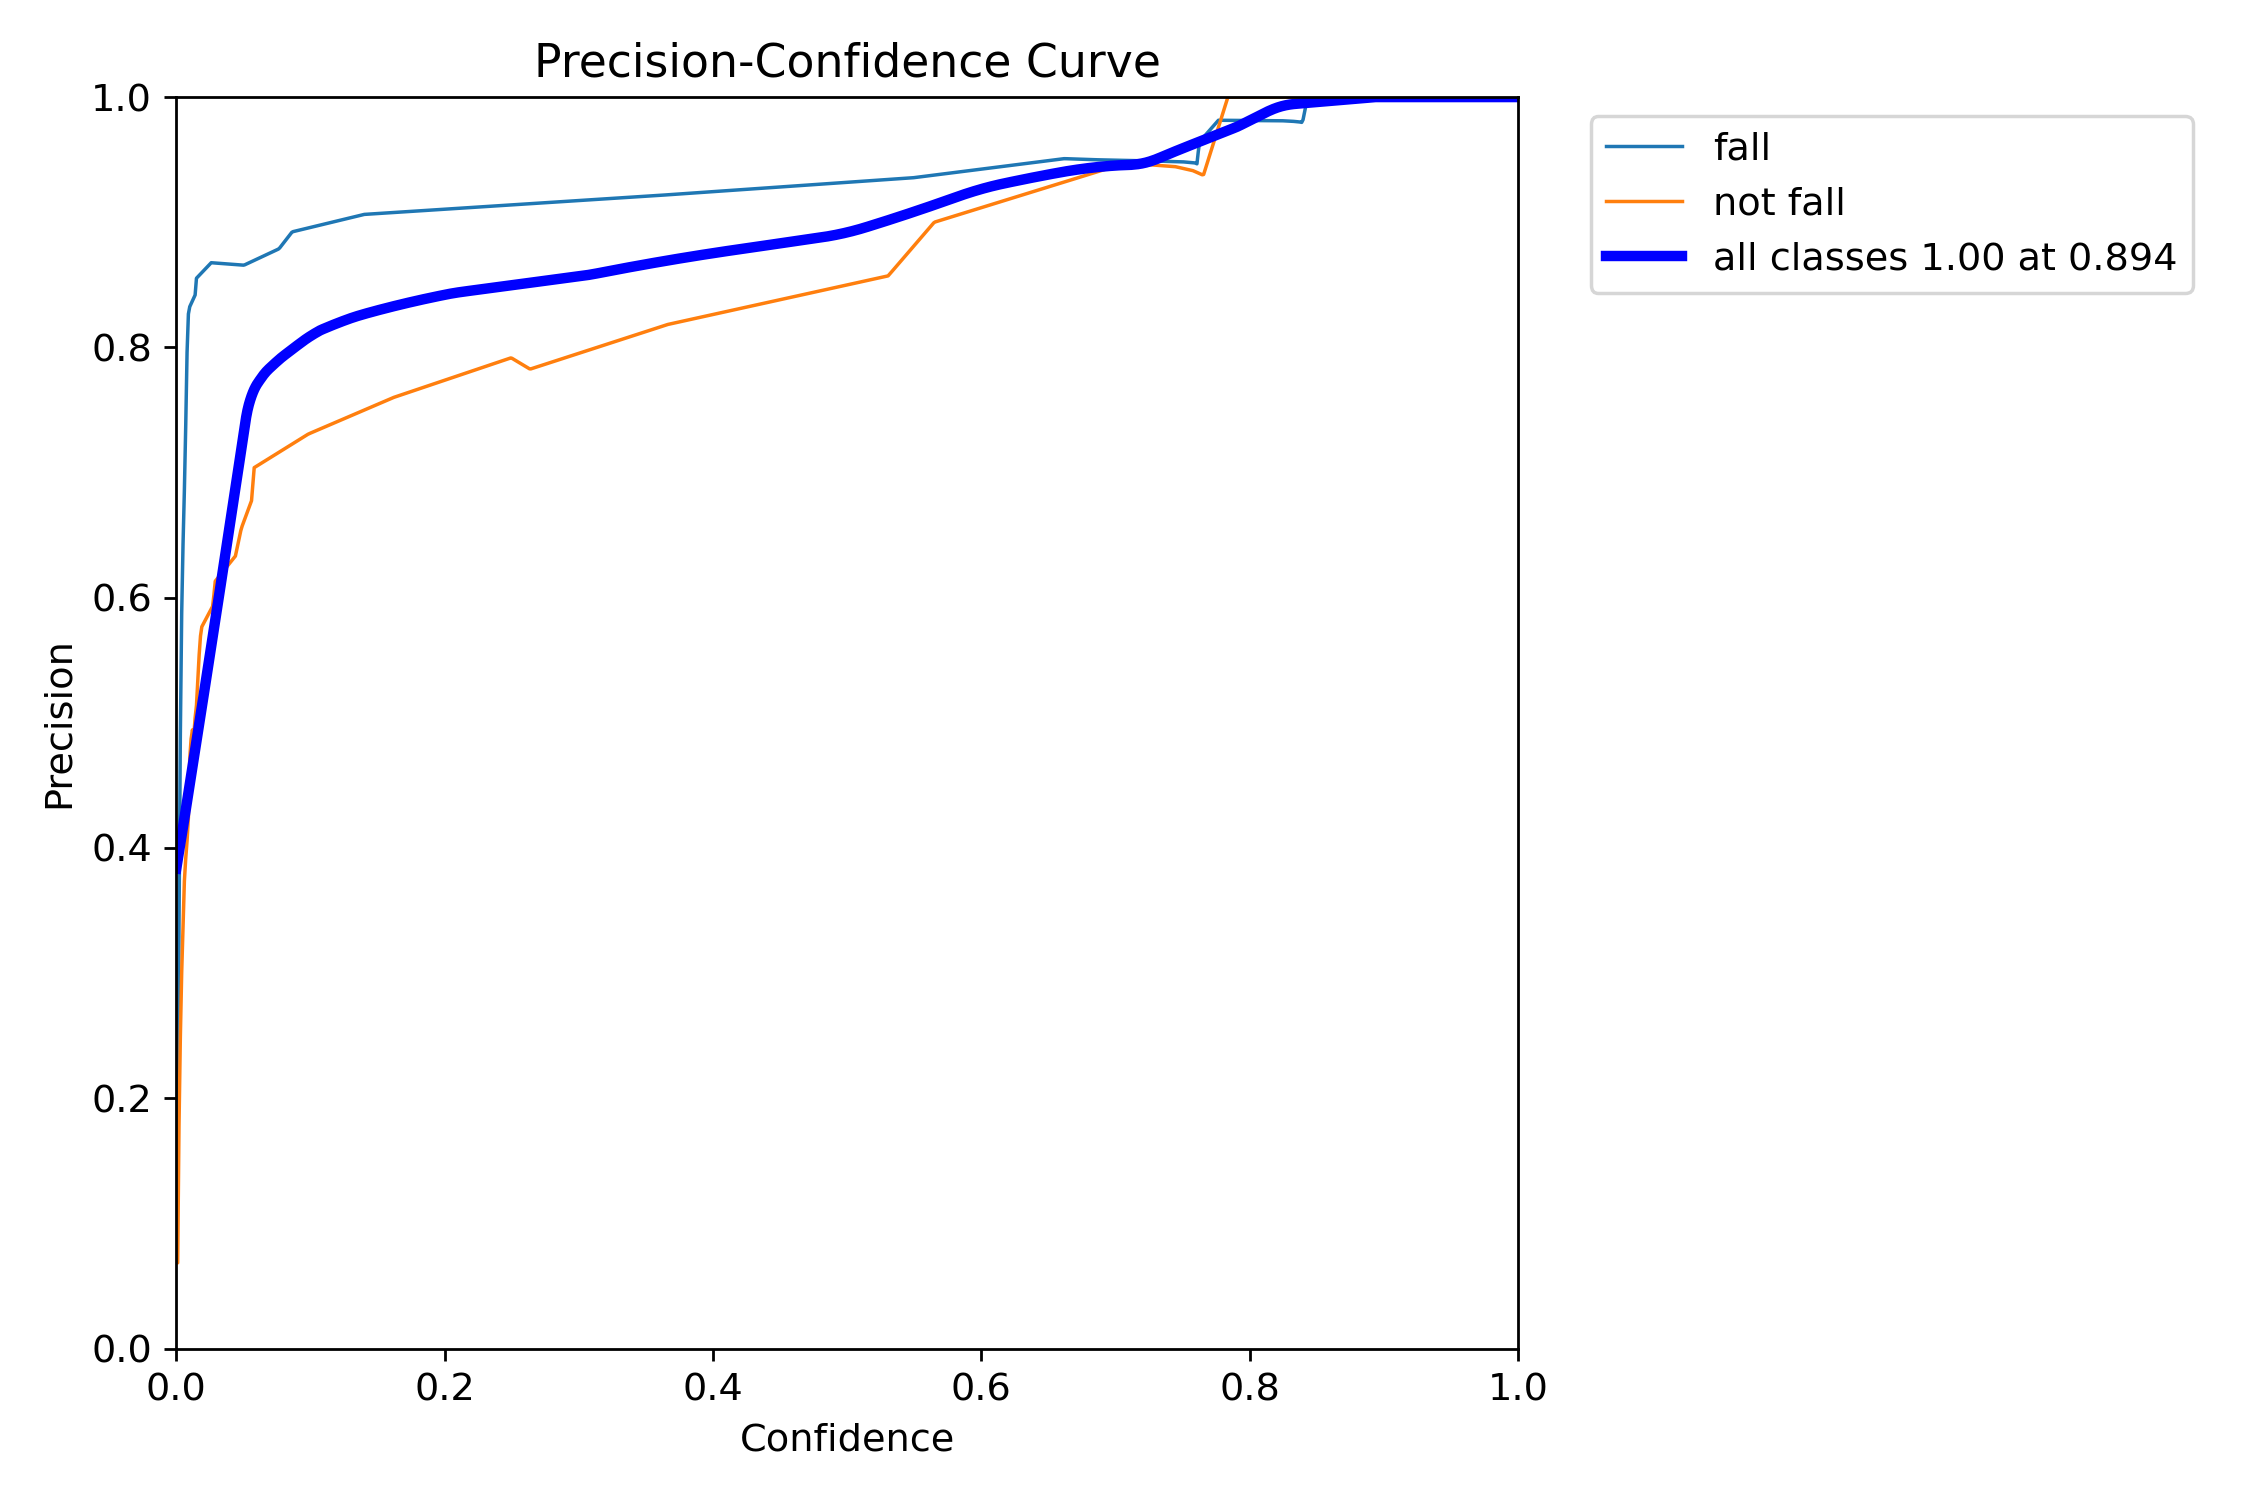 Precision-Confidence Curve
1.0
0.8
0.6
0.4
0.2
0.0
Precision
0.0 0.2 0.4 0.6 0.8 1.0
Confidence
fall
not fall
all classes 1.00 at 0.894